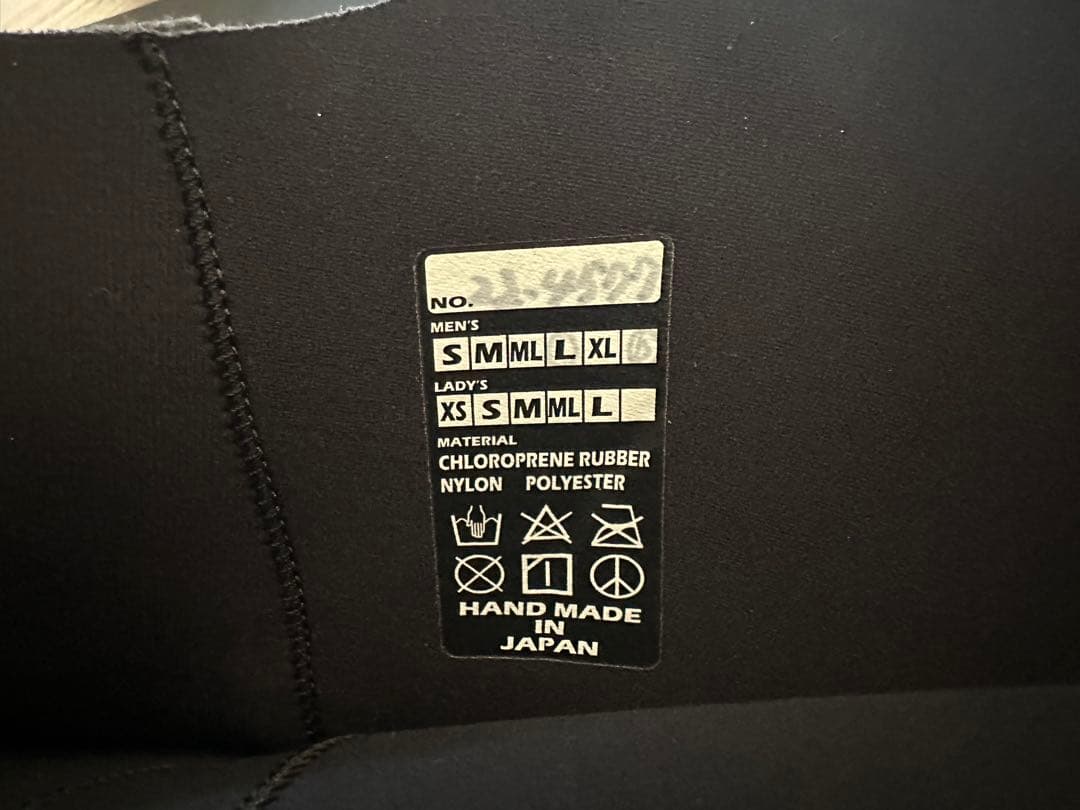 NO.
MEN'S
S M ML L XL
LADY'S
XS S M ML L
MATERIAL
CHLOROPRENE RUBBER
NYLON POLYESTER
HAND MADE
IN
JAPAN